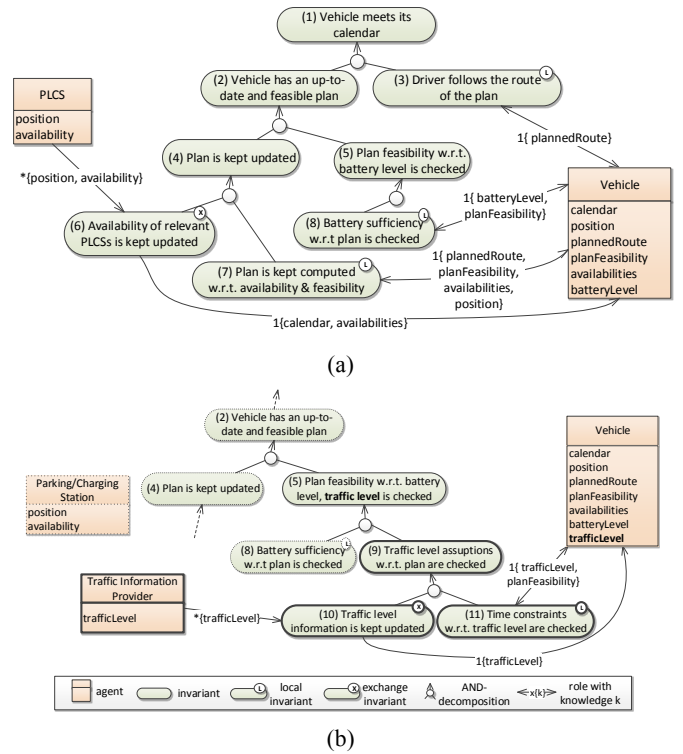 (1) Vehicle meets its
calendar
(2) Vehicle has an up-to-
date and feasible plan
(3) Driver follows the route
of the plan
L
PLCS
position
availability
1{ plannedRoute}
(4) Plan is kept updated
(5) Plan feasibility w.r.t.
battery level is checked
*{position, availability}
Vehicle
calendar
position
plannedRoute
planFeasibility
availabilities
batteryLevel
1{ batteryLevel,
planFeasibility}
(6) Availability of relevant
PLCSs is kept updated
X
(8) Battery sufficiency
w.r.t plan is checked
L
(7) Plan is kept computed
w.r.t. availability & feasibility
L
1{ plannedRoute,
planFeasibility,
availabilities,
position}
1{calendar, availabilities}
(a)
(2) Vehicle has an up-to-
date and feasible plan
Vehicle
calendar
position
plannedRoute
planFeasibility
availabilities
batteryLevel
trafficLevel
Parking/Charging
Station
position
availability
(4) Plan is kept updated
(5) Plan feasibility w.r.t. battery
level, traffic level is checked
(8) Battery sufficiency
w.r.t plan is checked
L
(9) Traffic level assuptions
w.r.t. plan are checked
1{ trafficLevel,
planFeasibility}
Traffic Information
Provider
trafficLevel
*{trafficLevel}
(10) Traffic level
information is kept updated
X
(11) Time constraints
w.r.t. traffic level are checked
L
1{trafficLevel}
agent
invariant
L
local
invariant
X
exchange
invariant
AND-
decomposition
x{k}
role with
knowledge k
(b)